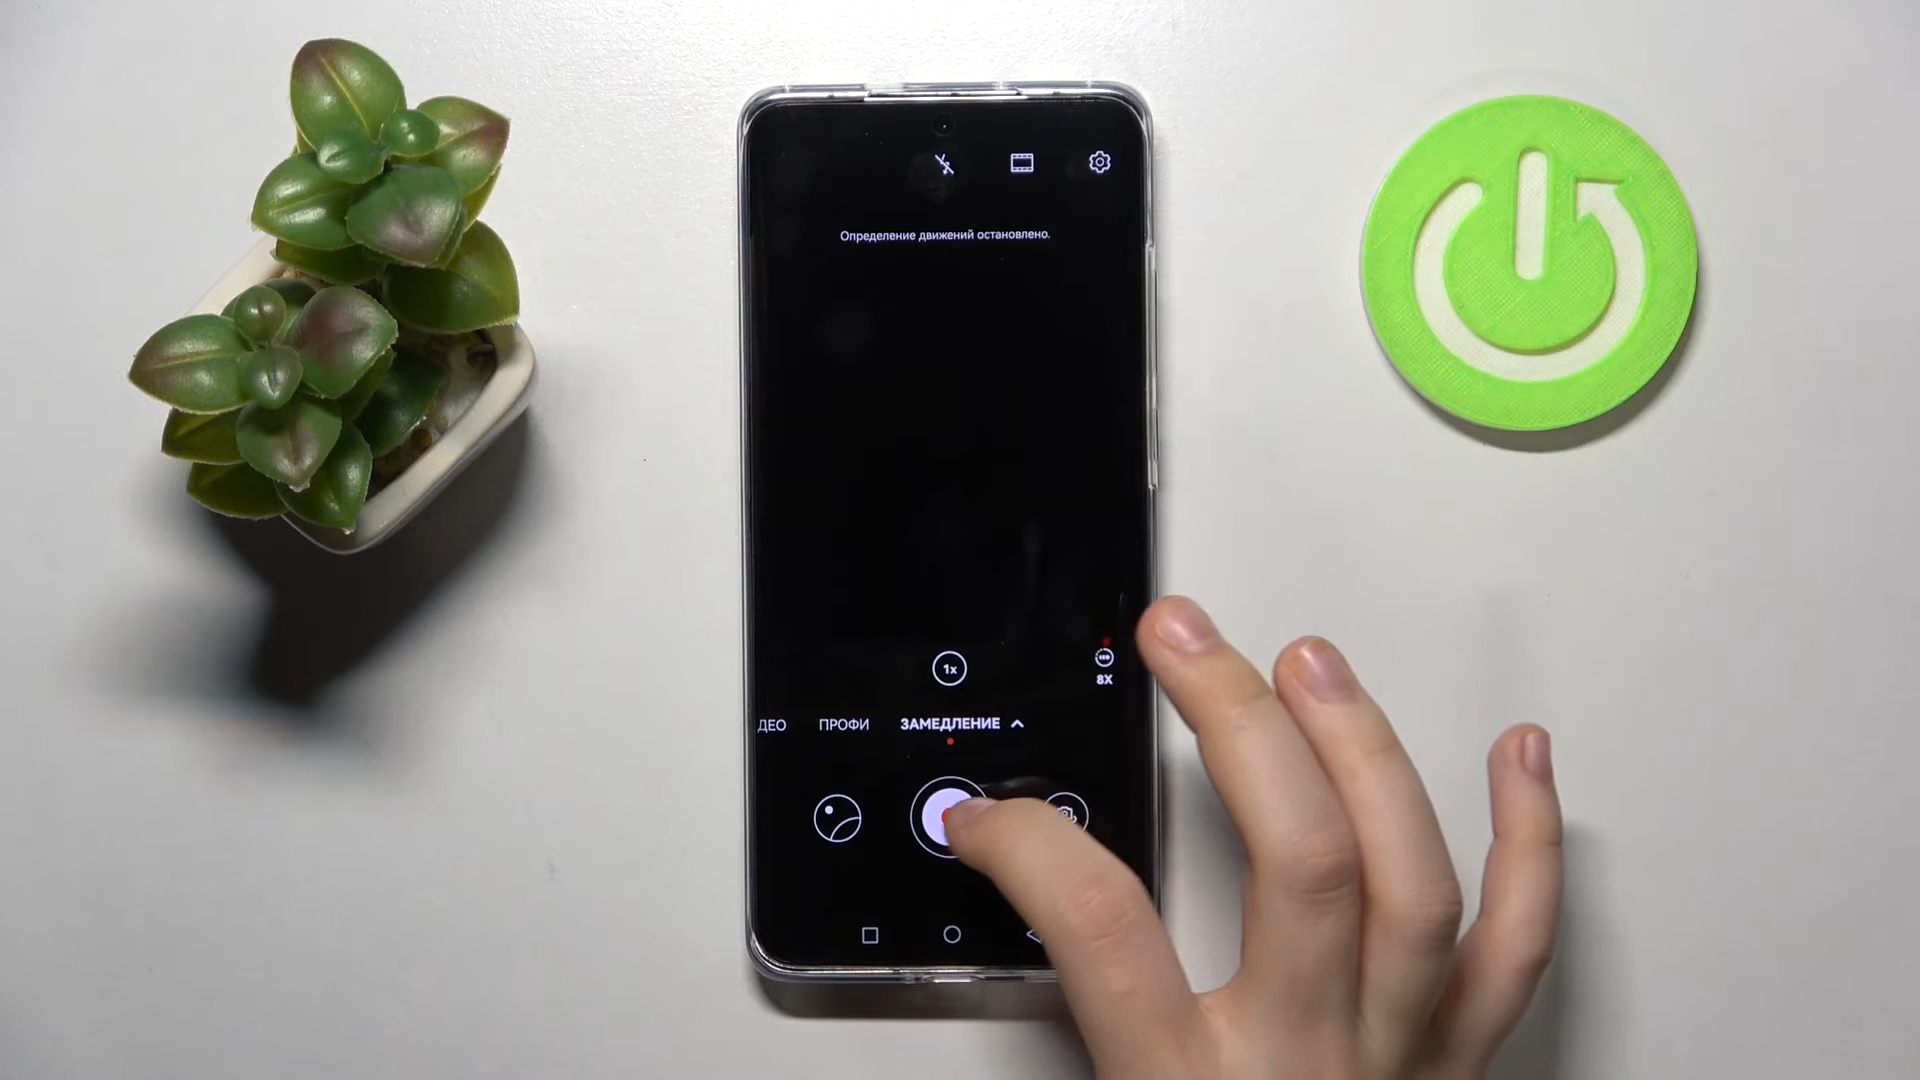 Определение движений остановлено.
1x
8X
ДЕО ПРОФИ ЗАМЕДЛЕНИЕ